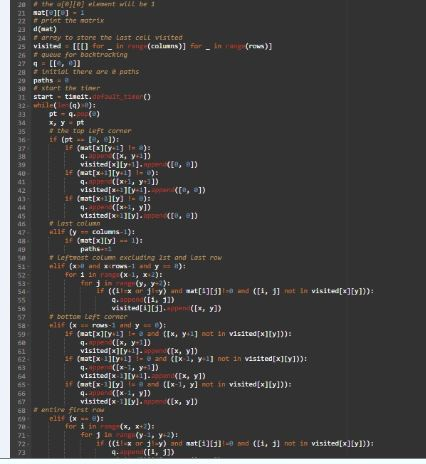 20 # the a[0][0] element will be 1
21 mat[0][0] = 1
22 # print the matrix
23 d(mat)
24 # array to store the last cell visited
25 visited = [[[] for _ in range(columns)] for _ in range(rows)]
26 # queue for backtracking
27 q = [[0, 0]]
28 # initial there are 0 paths
29 paths = 0
30 # start the timer
31 start = timeit.default_timer()
32 while(len(q)>0):
33 pt = q.pop(0)
34 x, y = pt
35 # the top left corner
36 if (pt == [0, 0]):
37 if (mat[x][y+1] != 0):
38 q.append([x, y+1])
39 visited[x][y+1].append([0, 0])
40 if (mat[x+1][y+1] != 0):
41 q.append([x+1, y+1])
42 visited[x+1][y+1].append([0, 0])
43 if (mat[x+1][y] != 0):
44 q.append([x+1, y])
45 visited[x+1][y].append([0, 0])
46 # last column
47 elif (y == columns-1):
48 if (mat[x][y] == 1):
49 paths+=1
50 # leftmost column excluding 1st and last row
51 elif (x>0 and x<rows-1 and y == 0):
52 for i in range(x-1, x+2):
53 for j in range(y, y+2):
54 if ((i!=x or j!=y) and mat[i][j]!=0 and ([i, j] not in visited[x][y])):
55 q.append([i, j])
56 visited[i][j].append([x, y])
57 # bottom left corner
58 elif (x == rows-1 and y == 0):
59 if (mat[x][y+1] != 0 and ([x, y+1] not in visited[x][y])):
60 q.append([x, y+1])
61 visited[x][y+1].append([x, y])
62 if (mat[x-1][y+1] != 0 and ([x-1, y+1] not in visited[x][y])):
63 q.append([x-1, y+1])
64 visited[x-1][y+1].append([x, y])
65 if (mat[x-1][y] != 0 and ([x-1, y] not in visited[x][y])):
66 q.append([x-1, y])
67 visited[x-1][y].append([x, y])
68 # entire first row
69 elif (x == 0):
70 for i in range(x, x+2):
71 for j in range(y-1, y+2):
72 if ((i!=x or j!=y) and mat[i][j]!=0 and ([i, j] not in visited[x][y])):
73 q.append([i, j])